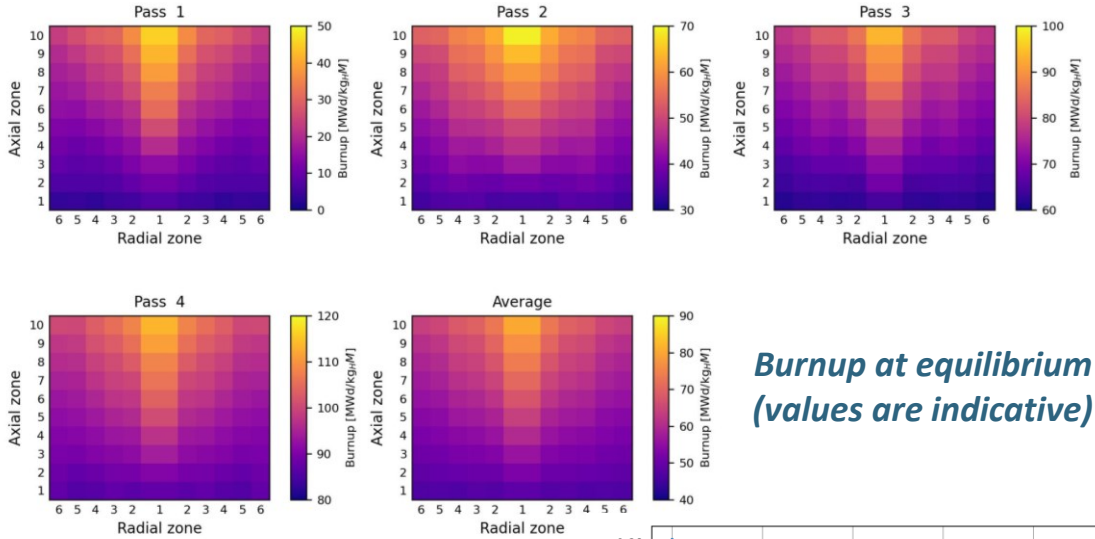 Pass 1
10
9
8
7
6
5
4
3
2
1
Axial zone
6 5 4 3 2 1 2 3 4 5 6
Radial zone
50
40
30
20
10
0
Burnup [MWd/kgHM]
Pass 2
10
9
8
7
6
5
4
3
2
1
Axial zone
6 5 4 3 2 1 2 3 4 5 6
Radial zone
70
60
50
40
30
Burnup [MWd/kgHM]
Pass 3
10
9
8
7
6
5
4
3
2
1
Axial zone
6 5 4 3 2 1 2 3 4 5 6
Radial zone
100
90
80
70
60
Burnup [MWd/kgHM]
Pass 4
10
9
8
7
6
5
4
3
2
1
Axial zone
6 5 4 3 2 1 2 3 4 5 6
Radial zone
120
110
100
90
80
Burnup [MWd/kgHM]
Average
10
9
8
7
6
5
4
3
2
1
Axial zone
6 5 4 3 2 1 2 3 4 5 6
Radial zone
90
80
70
60
50
40
Burnup [MWd/kgHM]
Burnup at equilibrium
(values are indicative)